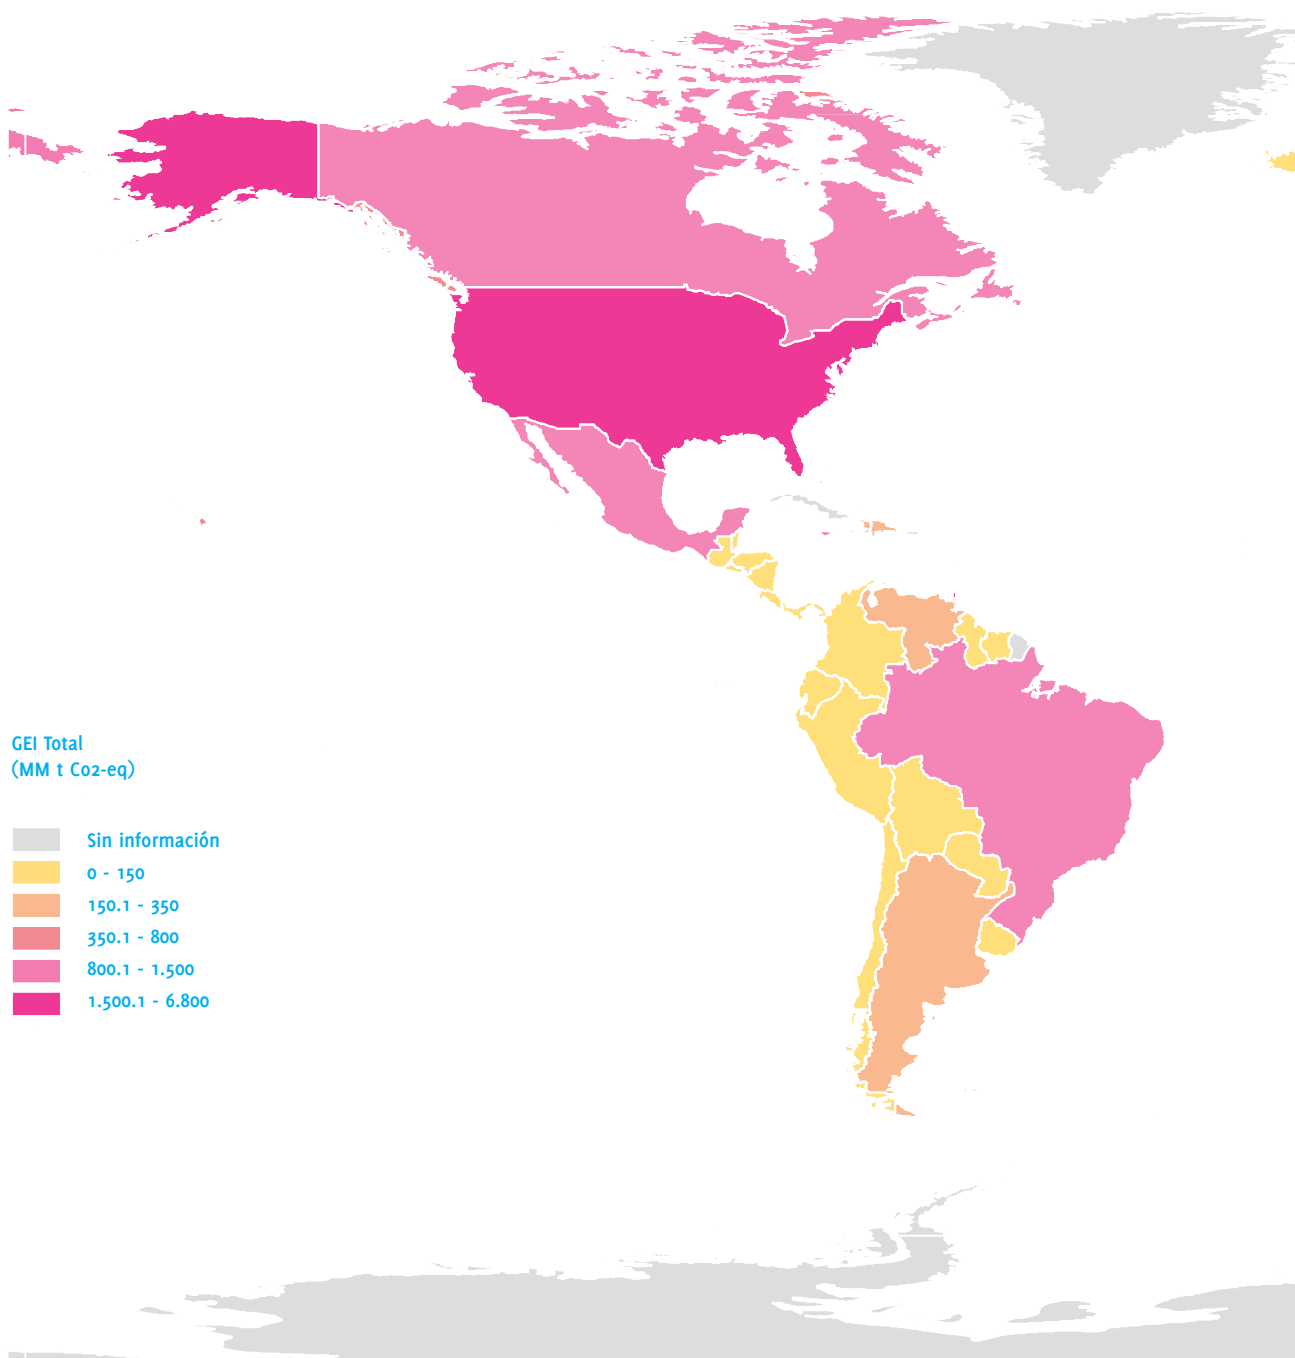 GEI Total
(MM t Co2-eq)
Sin información
0 - 150
150.1 - 350
350.1 - 800
800.1 - 1.500
1.500.1 - 6.800